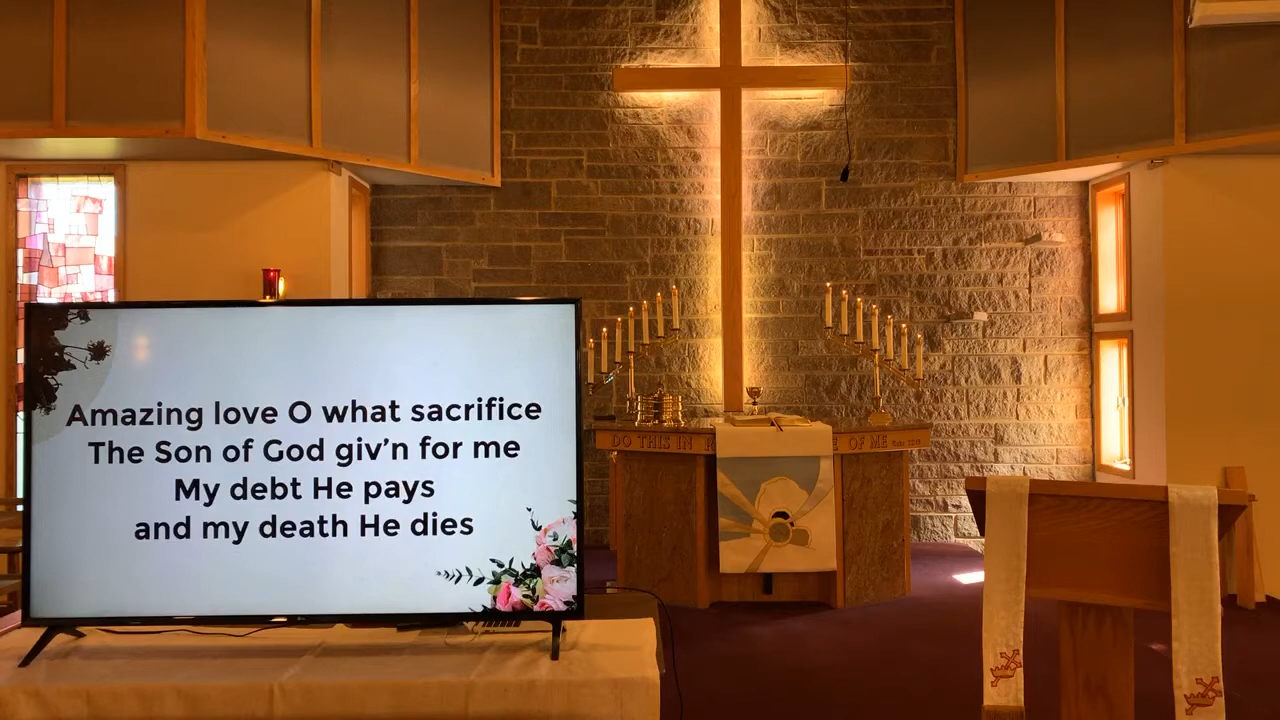 Amazing love O what sacrifice
The Son of God giv'n for me
My debt He pays
and my death He dies
DO THIS IN R E OF ME